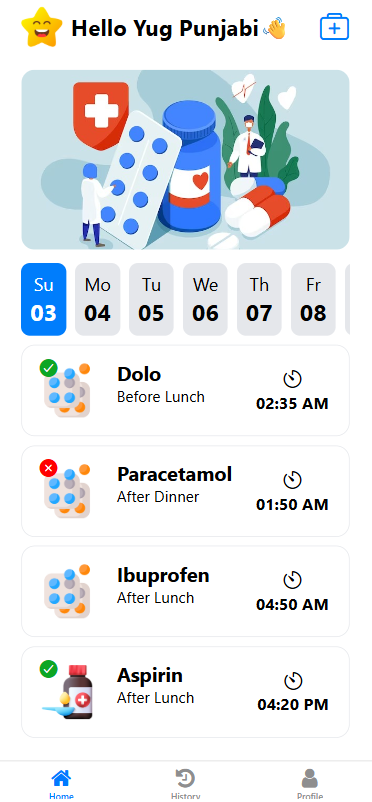 Hello Yug Punjabi
Su Mo Tu We Th Fr
03 04 05 06 07 08
Dolo
Before Lunch
02:35 AM
Paracetamol
After Dinner
01:50 AM
Ibuprofen
After Lunch
04:50 AM
Aspirin
After Lunch
04:20 PM
Home History Profile